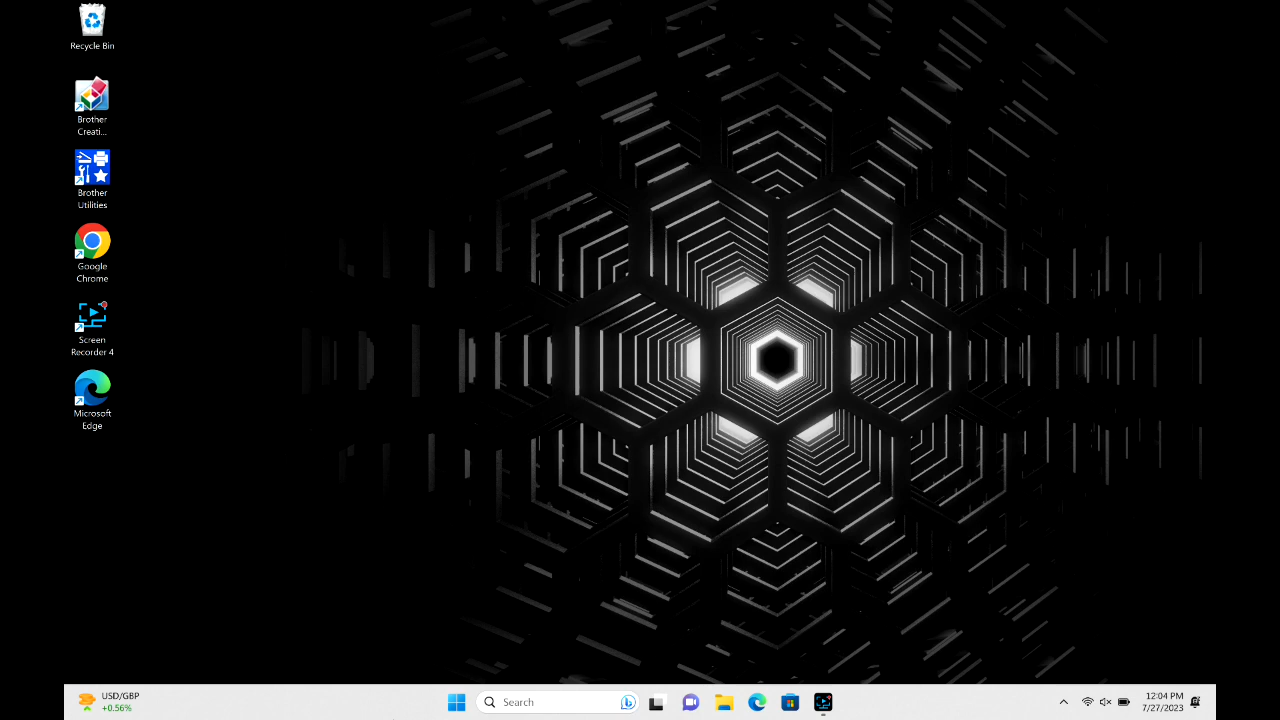 Recycle Bin
Brother
Creati...
Brother
Utilities
Google
Chrome
Screen
Recorder 4
Microsoft
Edge
USD/GBP
+0.56%
Search
12:04 PM
7/27/2023